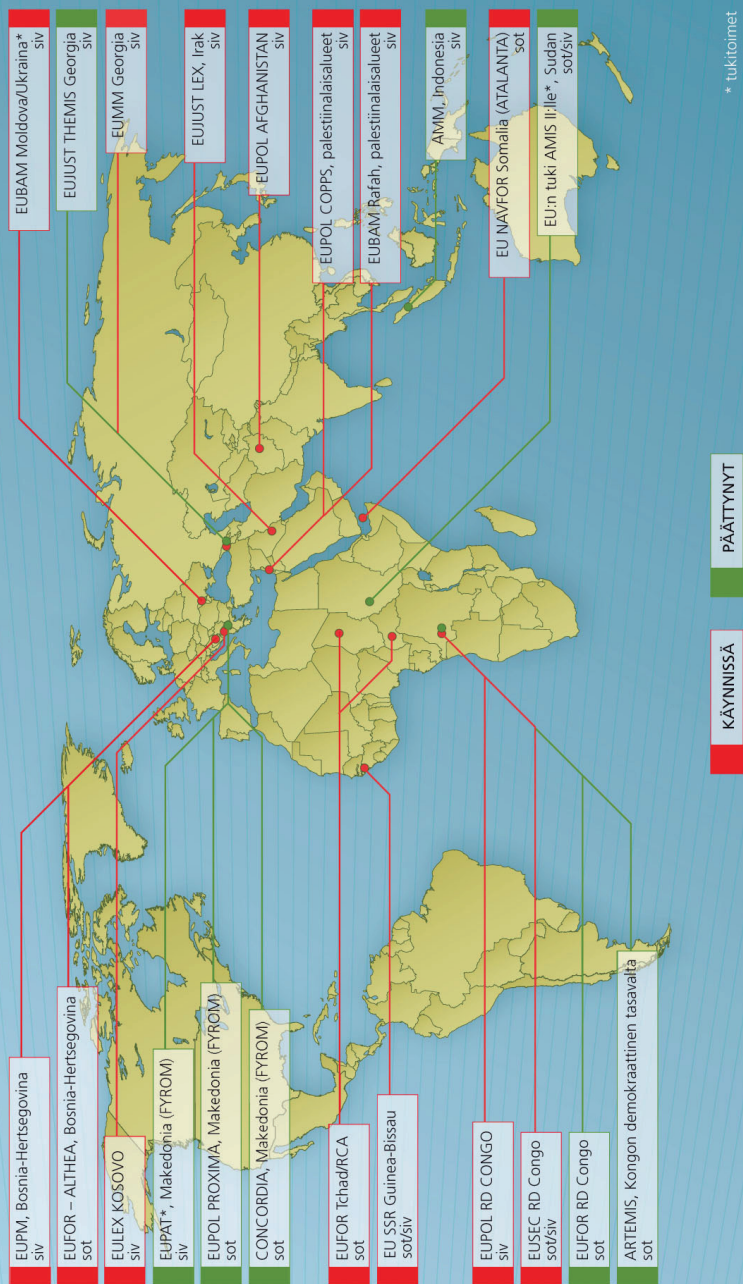 EUPM, Bosnia-Hertsegovina
siv
EUFOR – ALTHEA, Bosnia-Hertsegovina
sot
EULEX KOSOVO
siv
EUPAT*, Makedonia (FYROM)
siv
EUPOL PROXIMA, Makedonia (FYROM)
sot
CONCORDIA, Makedonia (FYROM)
sot
EUFOR Tchad/RCA
sot
EU SSR Guinea-Bissau
sot/siv
EUPOL RD CONGO
siv
EUSEC RD Congo
sot/siv
EUFOR RD Congo
sot
ARTEMIS, Kongon demokraattinen tasavalta
sot
EUBAM Moldova/Ukraina*
siv
EUJUST THEMIS Georgia
siv
EUMM Georgia
siv
EUJUST LEX, Irak
siv
EUPOL AFGHANISTAN
siv
EUPOL COPPS, palestiinalaisalueet
siv
EUBAM Rafah, palestiinalaisalueet
siv
AMM, Indonesia
siv
EU NAVFOR Somalia (ATALANTA)
sot
EU:n tuki AMIS II:lle*, Sudan
sot/siv
KÄYNNISSÄ
PÄÄTTYNYT
* tukitoimet